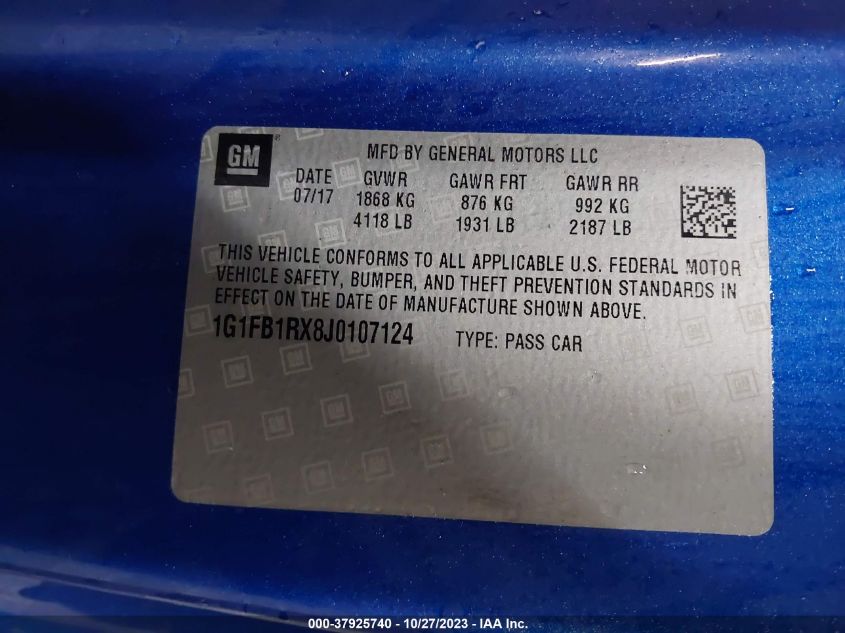 GM ®
MFD BY GENERAL MOTORS LLC
DATE GVWR GAWR FRT GAWR RR
07/17 1868 KG 876 KG 992 KG
4118 LB 1931 LB 2187 LB
THIS VEHICLE CONFORMS TO ALL APPLICABLE U.S. FEDERAL MOTOR
VEHICLE SAFETY, BUMPER, AND THEFT PREVENTION STANDARDS IN
EFFECT ON THE DATE OF MANUFACTURE SHOWN ABOVE.
1G1FB1RX8J0107124 TYPE: PASS CAR
000-37925740 - 10/27/2023 - IAA Inc.